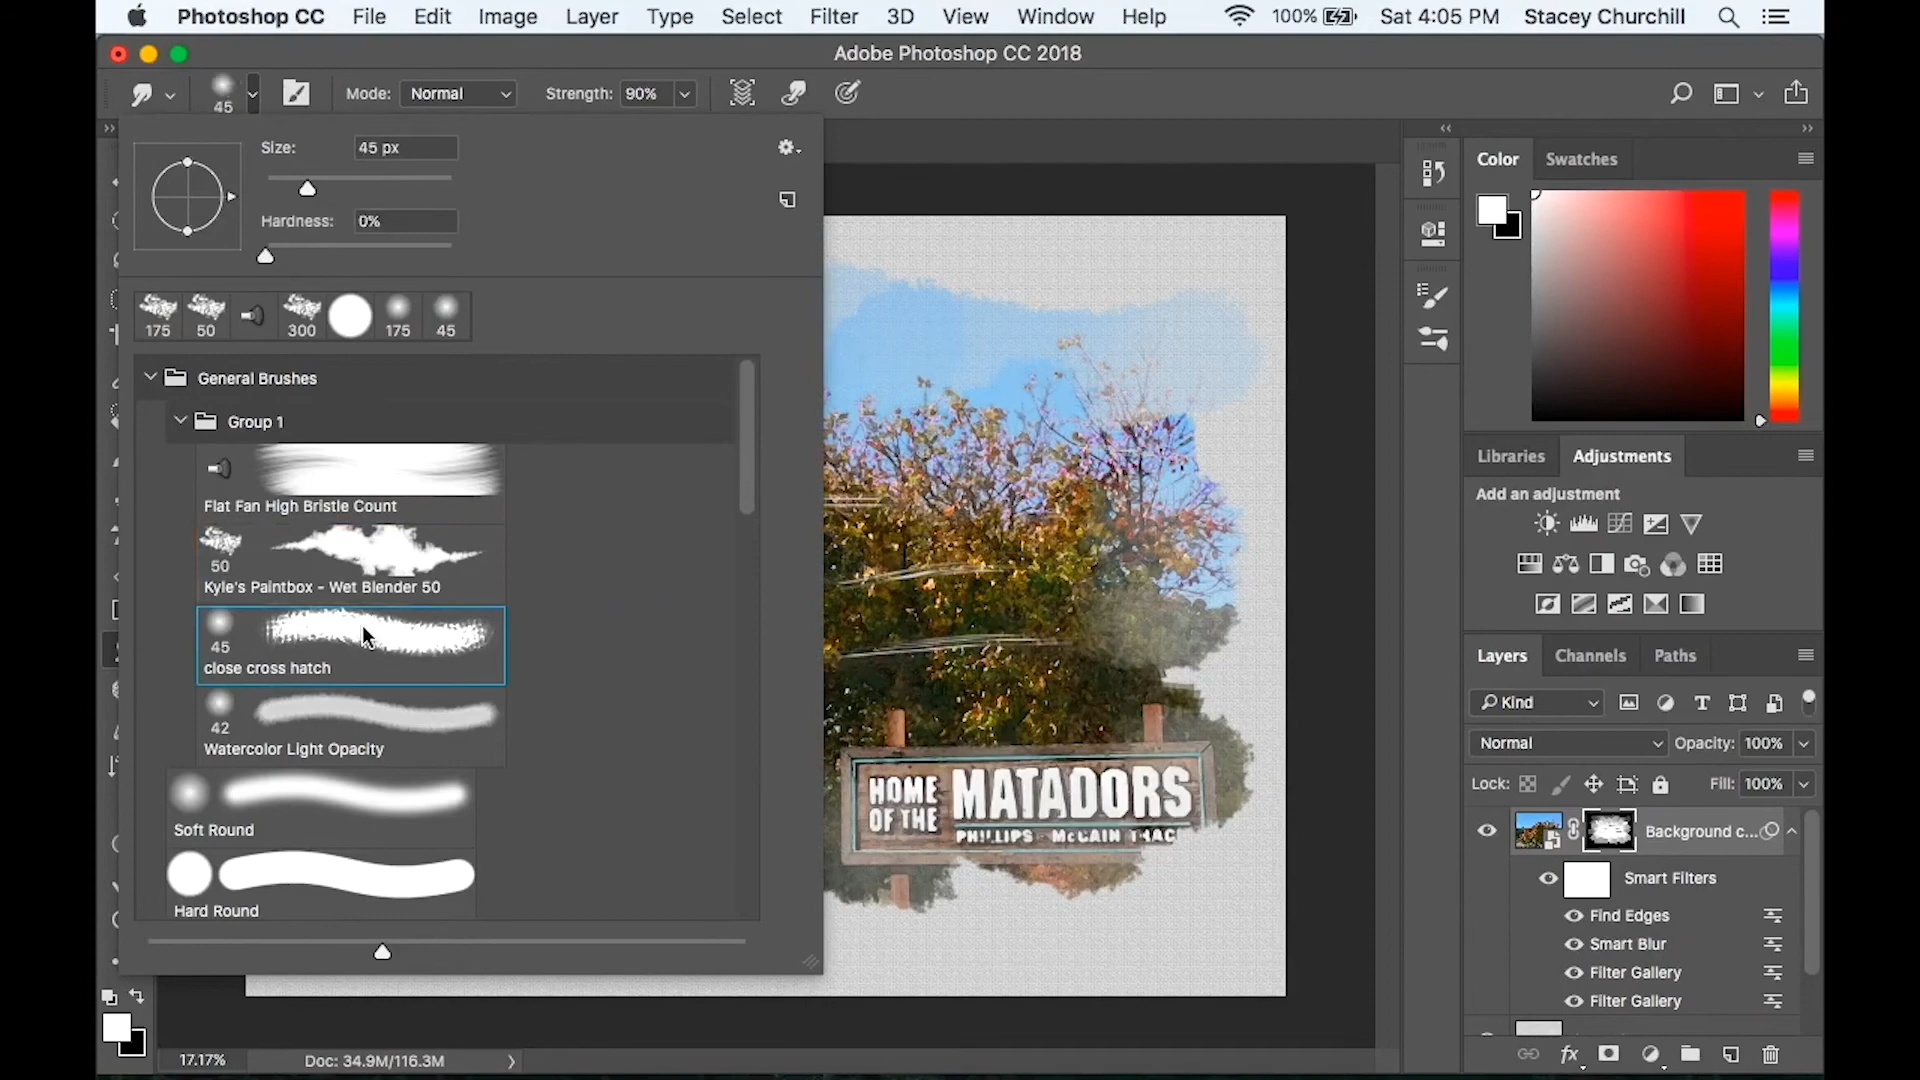 Photoshop CC File Edit Image Layer Type Select Filter 3D View Window Help 100% Sat 4:05 PM Stacey Churchill
Adobe Photoshop CC 2018
45 Mode: Normal Strength: 90%
Size: 45 px
Hardness: 0%
175 50 300 175 45
General Brushes
Group 1
Flat Fan High Bristle Count
50
Kyle's Paintbox - Wet Blender 50
45
close cross hatch
42
Watercolor Light Opacity
Soft Round
Hard Round
HOME OF THE MATADORS
PHILLIPS - McCAIN
17.17% Doc: 34.9M/116.3M
Color Swatches
Libraries Adjustments
Add an adjustment
Layers Channels Paths
Kind
Normal Opacity: 100%
Lock: Fill: 100%
Background c...
Smart Filters
Find Edges
Smart Blur
Filter Gallery
Filter Gallery